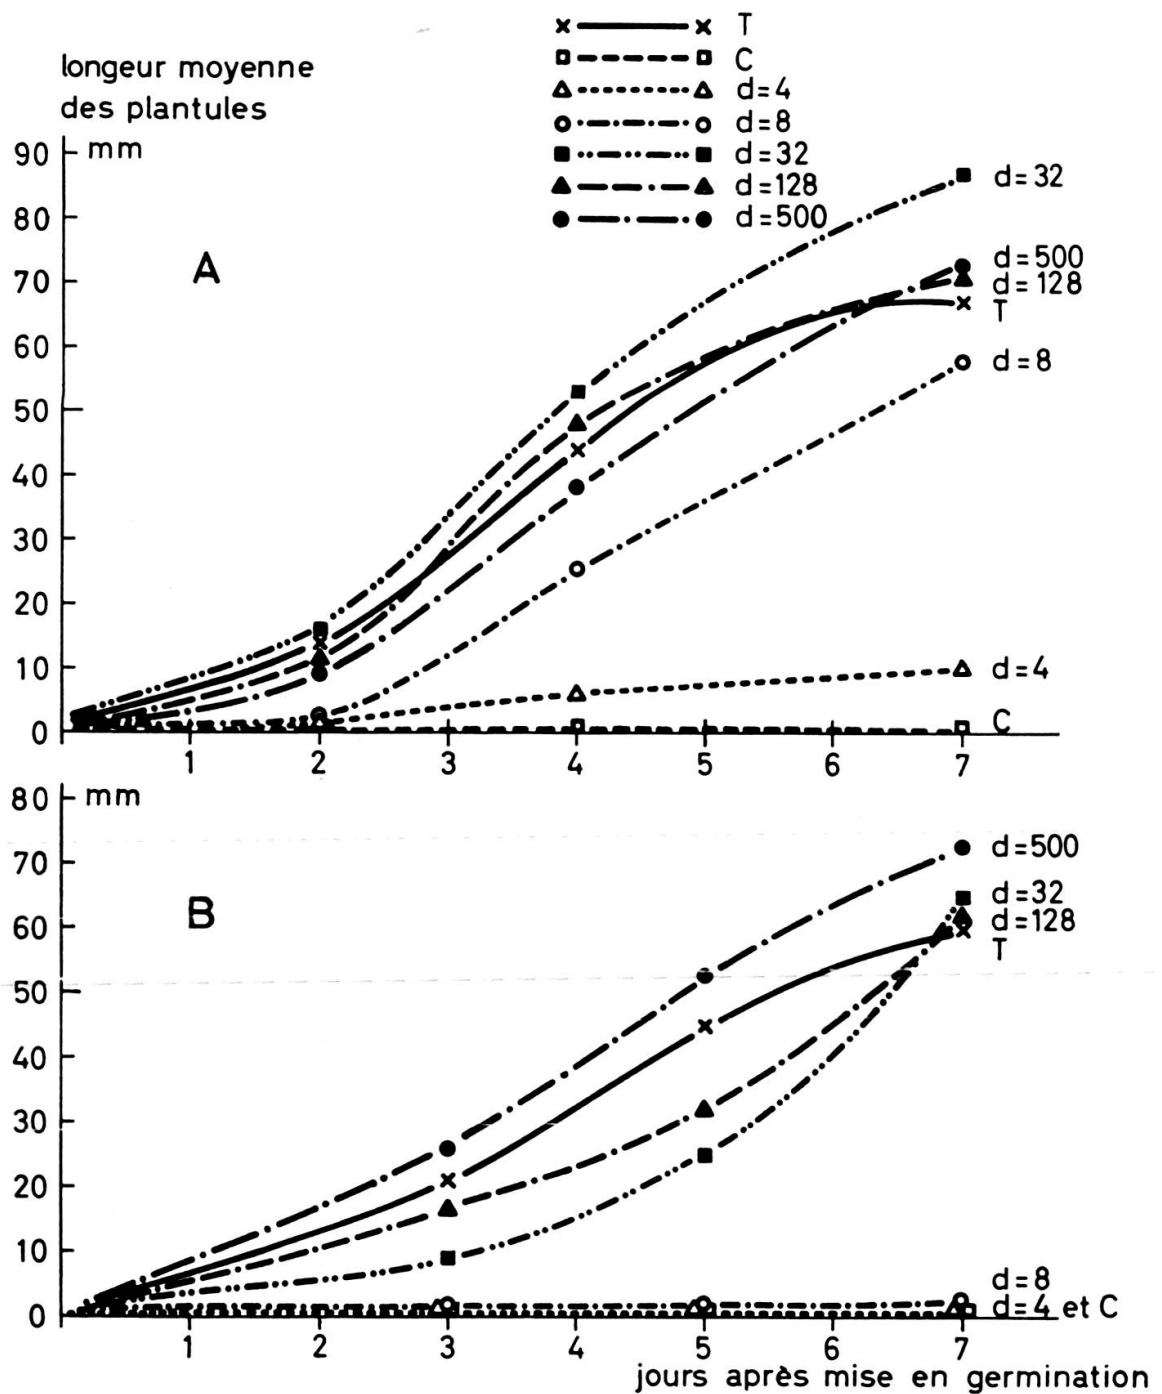 T
C
d=4
d=8
d=32
d=128
d=500
longeur moyenne
des plantules
mm
90
80
70
60
50
40
30
20
10
0
A
d=32
d=500
d=128
T
d=8
d=4
C
1 2 3 4 5 6 7
mm
80
70
60
50
40
30
20
10
0
B
d=500
d=32
d=128
T
d=8
d=4 et C
1 2 3 4 5 6 7
jours après mise en germination